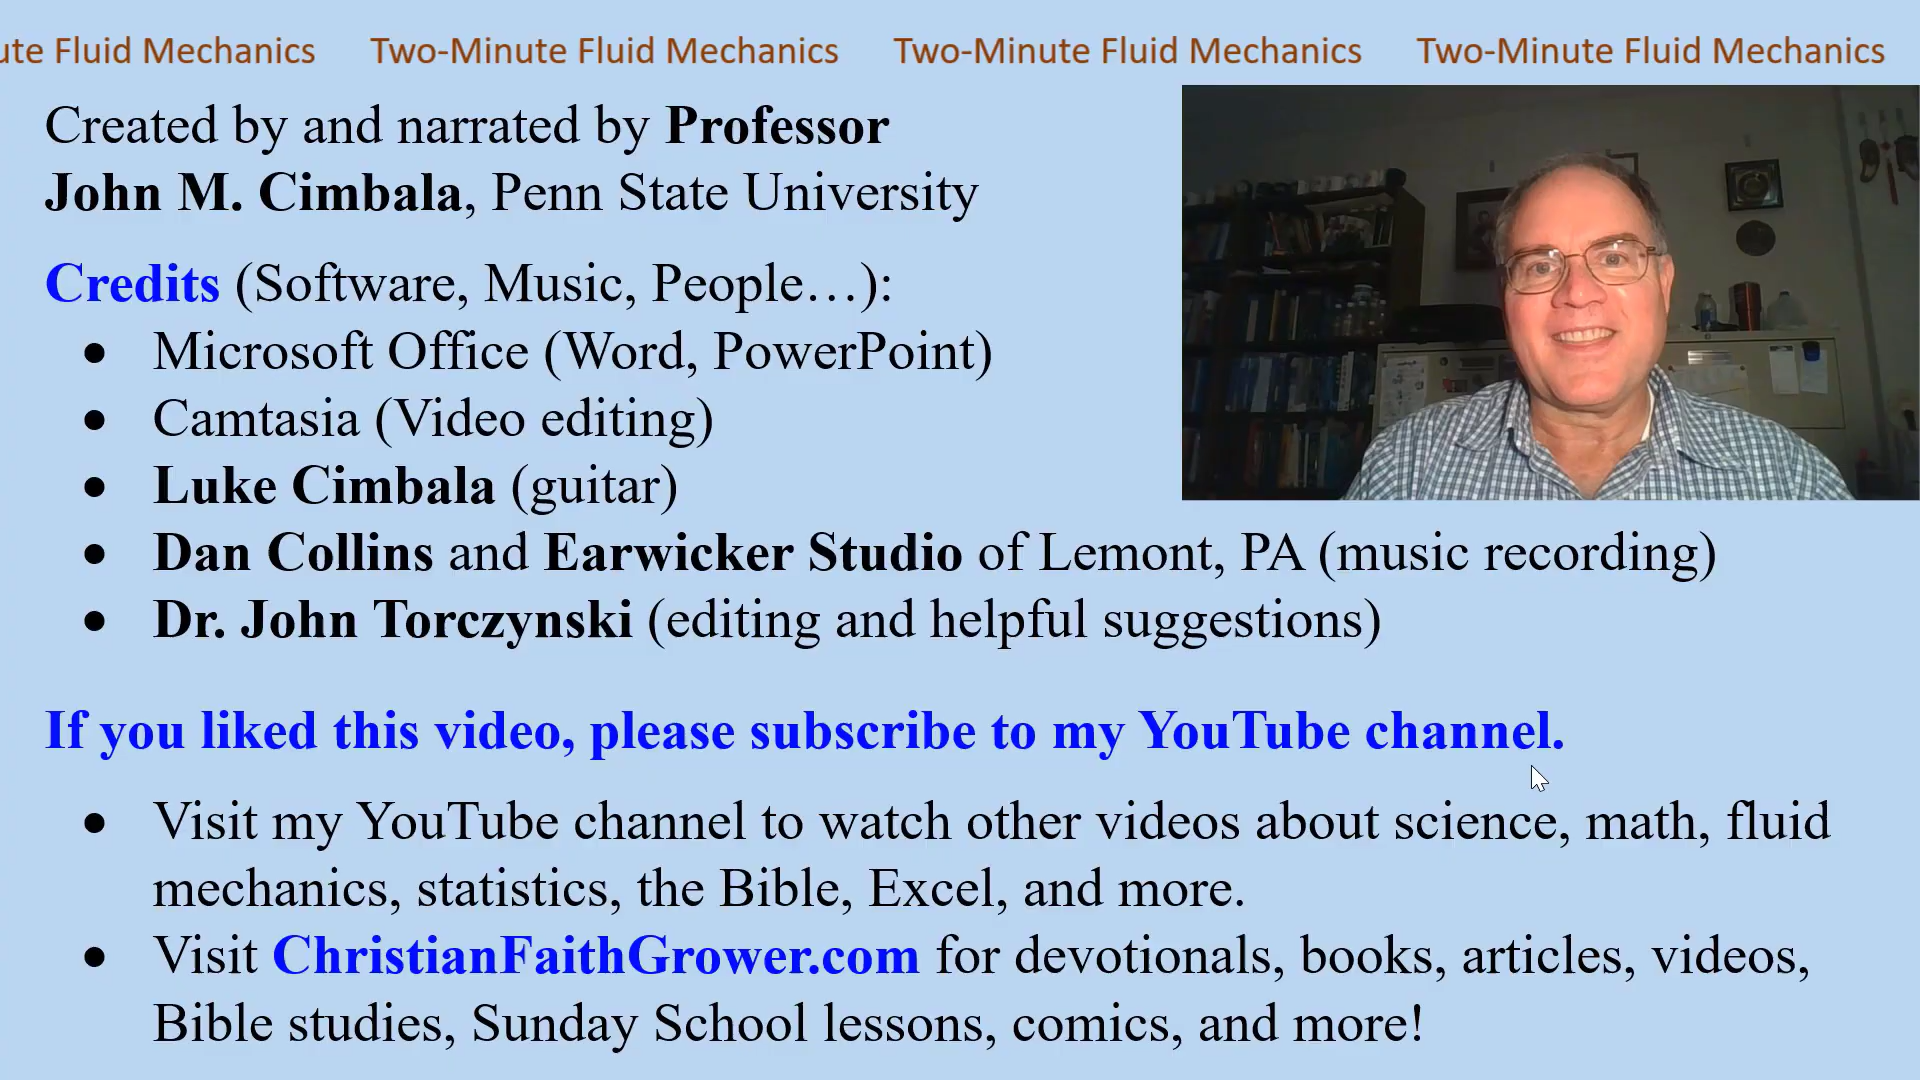 ute Fluid Mechanics Two-Minute Fluid Mechanics Two-Minute Fluid Mechanics Two-Minute Fluid Mechanics
Created by and narrated by Professor
John M. Cimbala, Penn State University
Credits (Software, Music, People…):
• Microsoft Office (Word, PowerPoint)
• Camtasia (Video editing)
• Luke Cimbala (guitar)
• Dan Collins and Earwicker Studio of Lemont, PA (music recording)
• Dr. John Torczynski (editing and helpful suggestions)
If you liked this video, please subscribe to my YouTube channel.
• Visit my YouTube channel to watch other videos about science, math, fluid
mechanics, statistics, the Bible, Excel, and more.
• Visit ChristianFaithGrower.com for devotionals, books, articles, videos,
Bible studies, Sunday School lessons, comics, and more!